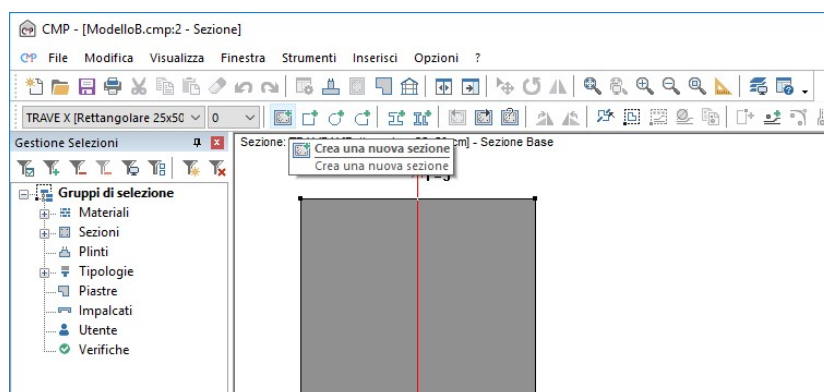 CMP - [ModelloB.cmp:2 - Sezione]
CMP File Modifica Visualizza Finestra Strumenti Inserisci Opzioni ?
TRAVE X [Rettangolare 25x50 0
Gestione Selezioni
Sezione: cm] - Sezione Base
Crea una nuova sezione
Crea una nuova sezione
Gruppi di selezione
Materiali
Sezioni
Plinti
Tipologie
Piastre
Impalcati
Utente
Verifiche